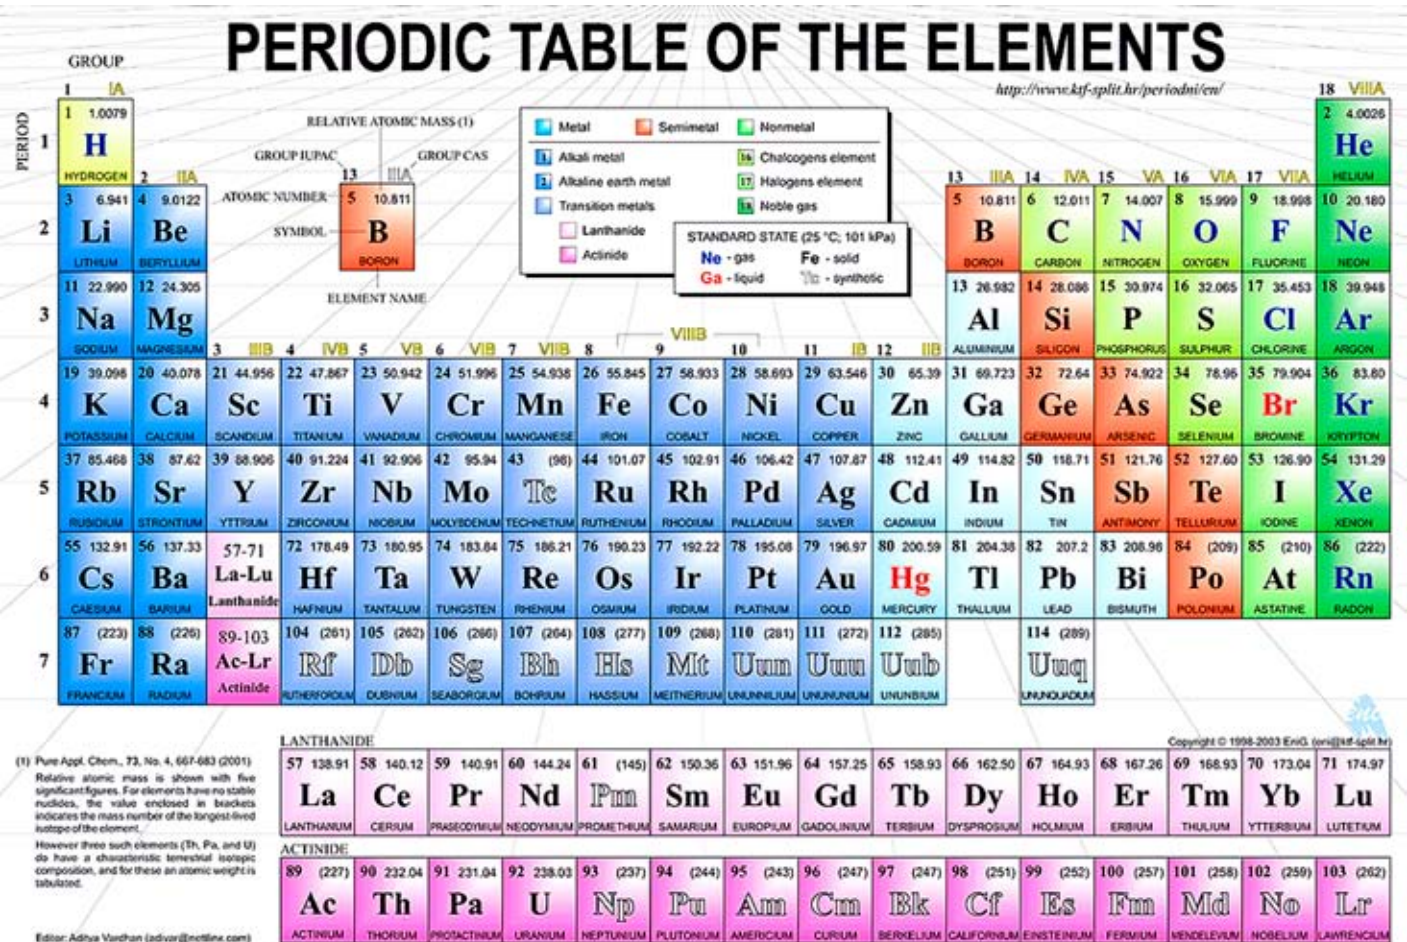 PERIODIC TABLE OF THE ELEMENTS
http://www.ktf-split.hr/periodni/en/
GROUP
PERIOD
1 IA
18 VIIIA
1
1 1.0079
H
HYDROGEN
2 4.0026
He
HELIUM
RELATIVE ATOMIC MASS (1)
GROUP IUPAC
GROUP CAS
13 IIIA
ATOMIC NUMBER
5 10.811
SYMBOL
B
BORON
ELEMENT NAME
Metal Semimetal Nonmetal
1 Alkali metal
16 Chalcogens element
2 Alkaline earth metal
17 Halogens element
Transition metals
18 Noble gas
Lanthanide
Actinide
STANDARD STATE (25 °C; 101 kPa)
Ne - gas Fe - solid
Ga - liquid Tc - synthetic
2 IIA
13 IIIA 14 IVA 15 VA 16 VIA 17 VIIA
2
3 6.941 4 9.0122 5 10.811 6 12.011 7 14.007 8 15.999 9 18.998 10 20.180
Li Be B C N O F Ne
LITHIUM BERYLLIUM BORON CARBON NITROGEN OXYGEN FLUORINE NEON
3
11 22.990 12 24.305 13 26.982 14 28.086 15 30.974 16 32.065 17 35.453 18 39.948
Na Mg Al Si P S Cl Ar
SODIUM MAGNESIUM ALUMINIUM SILICON PHOSPHORUS SULPHUR CHLORINE ARGON
3 IIIB 4 IVB 5 VB 6 VIB 7 VIIB 8 9 10 11 IB 12 IIB
VIIIB
4
19 39.098 20 40.078 21 44.956 22 47.867 23 50.942 24 51.996 25 54.938 26 55.845 27 58.933 28 58.693 29 63.546 30 65.39 31 69.723 32 72.64 33 74.922 34 78.96 35 79.904 36 83.80
K Ca Sc Ti V Cr Mn Fe Co Ni Cu Zn Ga Ge As Se Br Kr
POTASSIUM CALCIUM SCANDIUM TITANIUM VANADIUM CHROMIUM MANGANESE IRON COBALT NICKEL COPPER ZINC GALLIUM GERMANIUM ARSENIC SELENIUM BROMINE KRYPTON
5
37 85.468 38 87.62 39 88.906 40 91.224 41 92.906 42 95.94 43 (98) 44 101.07 45 102.91 46 106.42 47 107.87 48 112.41 49 114.82 50 118.71 51 121.76 52 127.60 53 126.90 54 131.29
Rb Sr Y Zr Nb Mo Tc Ru Rh Pd Ag Cd In Sn Sb Te I Xe
RUBIDIUM STRONTIUM YTTRIUM ZIRCONIUM NIOBIUM MOLYBDENUM TECHNETIUM RUTHENIUM RHODIUM PALLADIUM SILVER CADMIUM INDIUM TIN ANTIMONY TELLURIUM IODINE XENON
6
55 132.91 56 137.33 57-71 72 178.49 73 180.95 74 183.84 75 186.21 76 190.23 77 192.22 78 195.08 79 196.97 80 200.59 81 204.38 82 207.2 83 208.98 84 (209) 85 (210) 86 (222)
Cs Ba La-Lu Hf Ta W Re Os Ir Pt Au Hg Tl Pb Bi Po At Rn
CAESIUM BARIUM Lanthanide HAFNIUM TANTALUM TUNGSTEN RHENIUM OSMIUM IRIDIUM PLATINUM GOLD MERCURY THALLIUM LEAD BISMUTH POLONIUM ASTATINE RADON
7
87 (223) 88 (226) 89-103 104 (261) 105 (262) 106 (266) 107 (264) 108 (277) 109 (268) 110 (281) 111 (272) 112 (285) 114 (289)
Fr Ra Ac-Lr Rf Db Sg Bh Hs Mt Uun Uuu Uub Uuq
FRANCIUM RADIUM Actinide RUTHERFORDIUM DUBNIUM SEABORGIUM BOHRIUM HASSIUM MEITNERIUM UNUNNILIUM UNUNUNIUM UNUNBIUM UNUNQUADIUM
Copyright © 1998-2003 EniG. (eni@ktf-split.hr)
LANTHANIDE
57 138.91 58 140.12 59 140.91 60 144.24 61 (145) 62 150.36 63 151.96 64 157.25 65 158.93 66 162.50 67 164.93 68 167.26 69 168.93 70 173.04 71 174.97
La Ce Pr Nd Pm Sm Eu Gd Tb Dy Ho Er Tm Yb Lu
LANTHANUM CERIUM PRASEODYMIUM NEODYMIUM PROMETHIUM SAMARIUM EUROPIUM GADOLINIUM TERBIUM DYSPROSIUM HOLMIUM ERBIUM THULIUM YTTERBIUM LUTETIUM
ACTINIDE
89 (227) 90 232.04 91 231.04 92 238.03 93 (237) 94 (244) 95 (243) 96 (247) 97 (247) 98 (251) 99 (252) 100 (257) 101 (258) 102 (259) 103 (262)
Ac Th Pa U Np Pu Am Cm Bk Cf Es Fm Md No Lr
ACTINIUM THORIUM PROTACTINIUM URANIUM NEPTUNIUM PLUTONIUM AMERICIUM CURIUM BERKELIUM CALIFORNIUM EINSTEINIUM FERMIUM MENDELEVIUM NOBELIUM LAWRENCIUM
(1) Pure Appl. Chem., 73, No. 4, 667-683 (2001)
Relative atomic mass is shown with five
significant figures. For elements have no stable
nuclides, the value enclosed in brackets
indicates the mass number of the longest-lived
isotope of the element.
However three such elements (Th, Pa, and U)
do have a characteristic terrestrial isotopic
composition, and for these an atomic weight is
tabulated.
Editor: Aditya Vardhan (adivar@nettlinx.com)